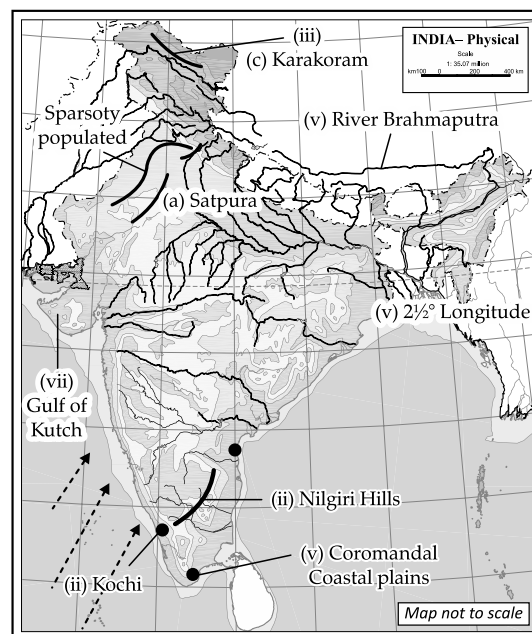 (iii)
INDIA– Physical
Scale
1: 35.07 million
km100 0 200 400 km
(c) Karakoram
Sparsoty
populated
(v) River Brahmaputra
(a) Satpura
(v) 2½° Longitude
(vii)
Gulf of
Kutch
(ii) Nilgiri Hills
(ii) Kochi
(v) Coromandal
Coastal plains
Map not to scale